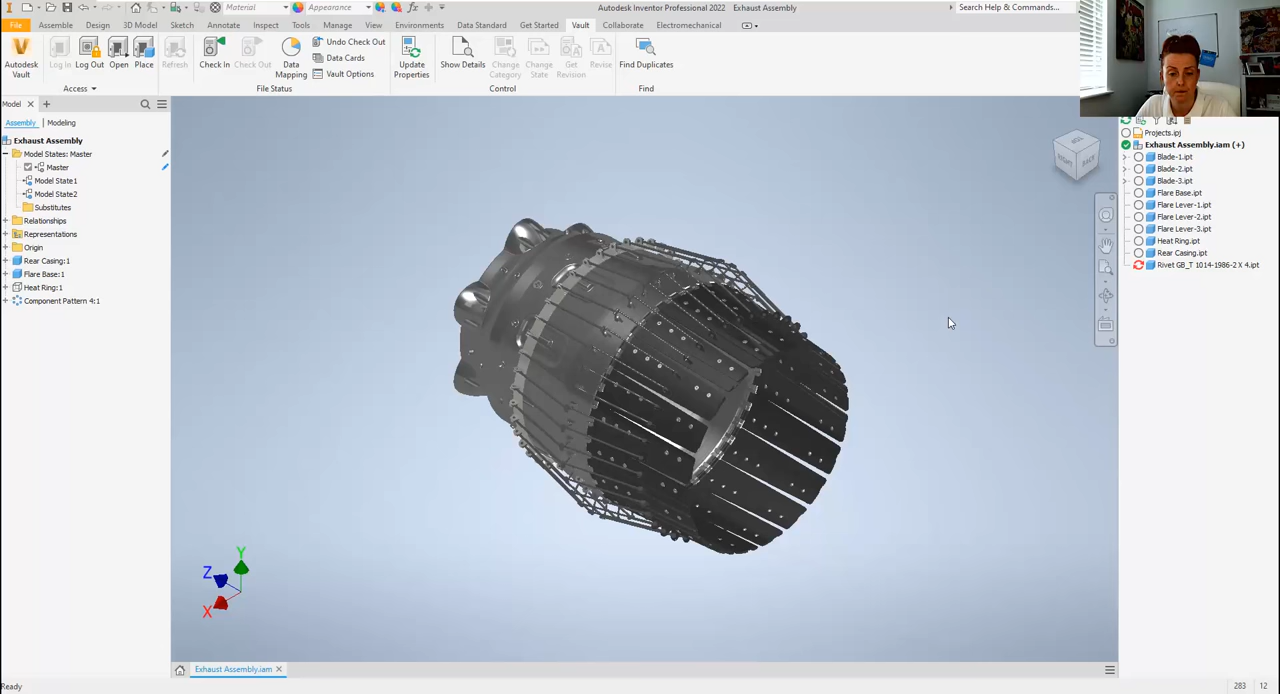 Autodesk Inventor Professional 2022 Exhaust Assembly
Search Help & Commands...
Material
Appearance
File Assemble Design 3D Model Sketch Annotate Inspect Tools Manage View Environments Data Standard Get Started Vault Collaborate Electromechanical
Autodesk Vault
Log In
Log Out
Open
Place
Refresh
Check In
Check Out
Data Mapping
Undo Check Out
Data Cards
Vault Options
Update Properties
Show Details
Change Category
Change State
Get Revision
Revise
Find Duplicates
Access
File Status
Control
Find
Model
Assembly Modeling
Exhaust Assembly
Model States: Master
Master
Model State1
Model State2
Substitutes
Relationships
Representations
Origin
Rear Casing:1
Flare Base:1
Heat Ring:1
Component Pattern 4:1
TOP
RIGHT
BACK
Projects.ipj
Exhaust Assembly.iam (+)
Blade-1.ipt
Blade-2.ipt
Blade-3.ipt
Flare Base.ipt
Flare Lever-1.ipt
Flare Lever-2.ipt
Flare Lever-3.ipt
Heat Ring.ipt
Rear Casing.ipt
Rivet GB_T 1014-1986-2 X 4.ipt
Y
Z
X
Exhaust Assembly.iam
Ready
283 12